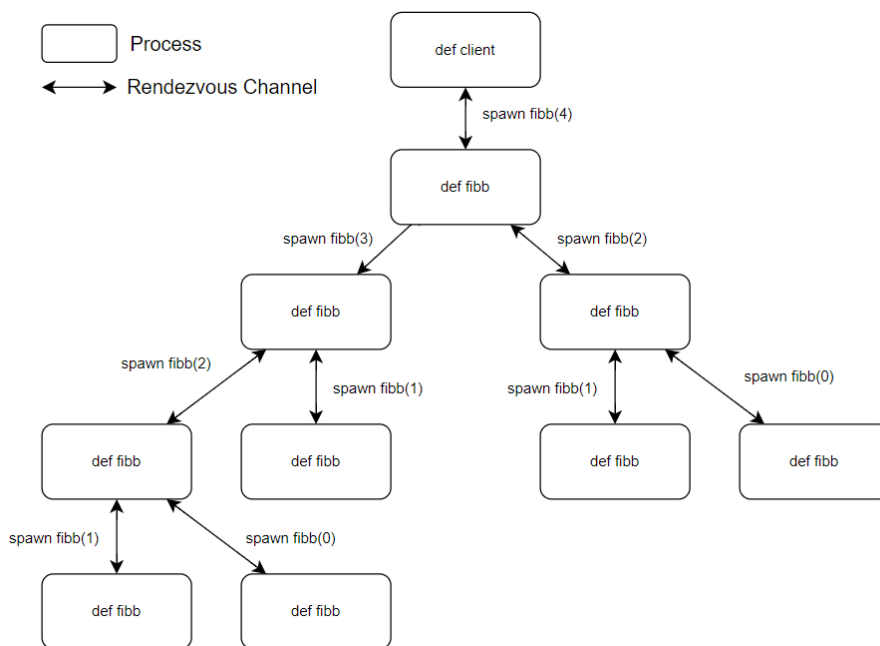 Process
def client
Rendezvous Channel
spawn fibb(4)
def fibb
spawn fibb(3)
spawn fibb(2)
def fibb
def fibb
spawn fibb(2)
spawn fibb(1)
spawn fibb(1)
spawn fibb(0)
def fibb
def fibb
def fibb
def fibb
spawn fibb(1)
spawn fibb(0)
def fibb
def fibb